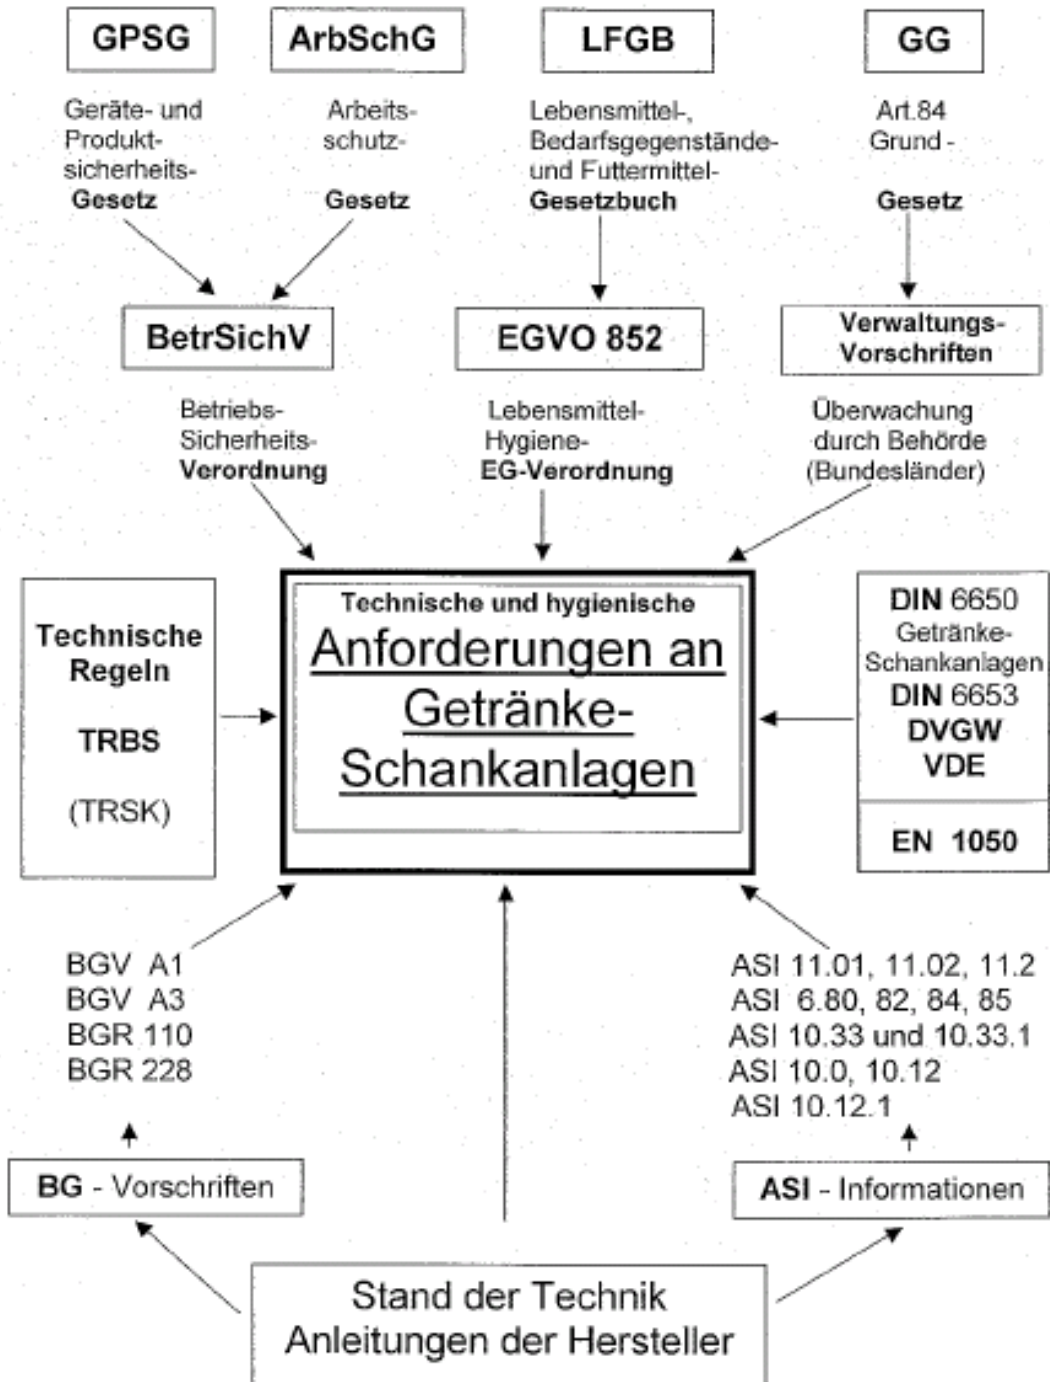 GPSG
ArbSchG
LFGB
GG
Geräte- und
Produkt-
sicherheits-
Gesetz
Arbeits-
schutz-
Gesetz
Lebensmittel-,
Bedarfsgegenstände-
und Futtermittel-
Gesetzbuch
Art.84
Grund -
Gesetz
BetrSichV
EGVO 852
Verwaltungs-
Vorschriften
Betriebs-
Sicherheits-
Verordnung
Lebensmittel-
Hygiene-
EG-Verordnung
Überwachung
durch Behörde
(Bundesländer)
Technische
Regeln
TRBS
(TRSK)
Technische und hygienische
Anforderungen an
Getränke-
Schankanlagen
DIN 6650
Getränke-
Schankanlagen
DIN 6653
DVGW
VDE
EN 1050
BGV A1
BGV A3
BGR 110
BGR 228
ASI 11.01, 11.02, 11.2
ASI 6.80, 82, 84, 85
ASI 10.33 und 10.33.1
ASI 10.0, 10.12
ASI 10.12.1
BG - Vorschriften
ASI - Informationen
Stand der Technik
Anleitungen der Hersteller